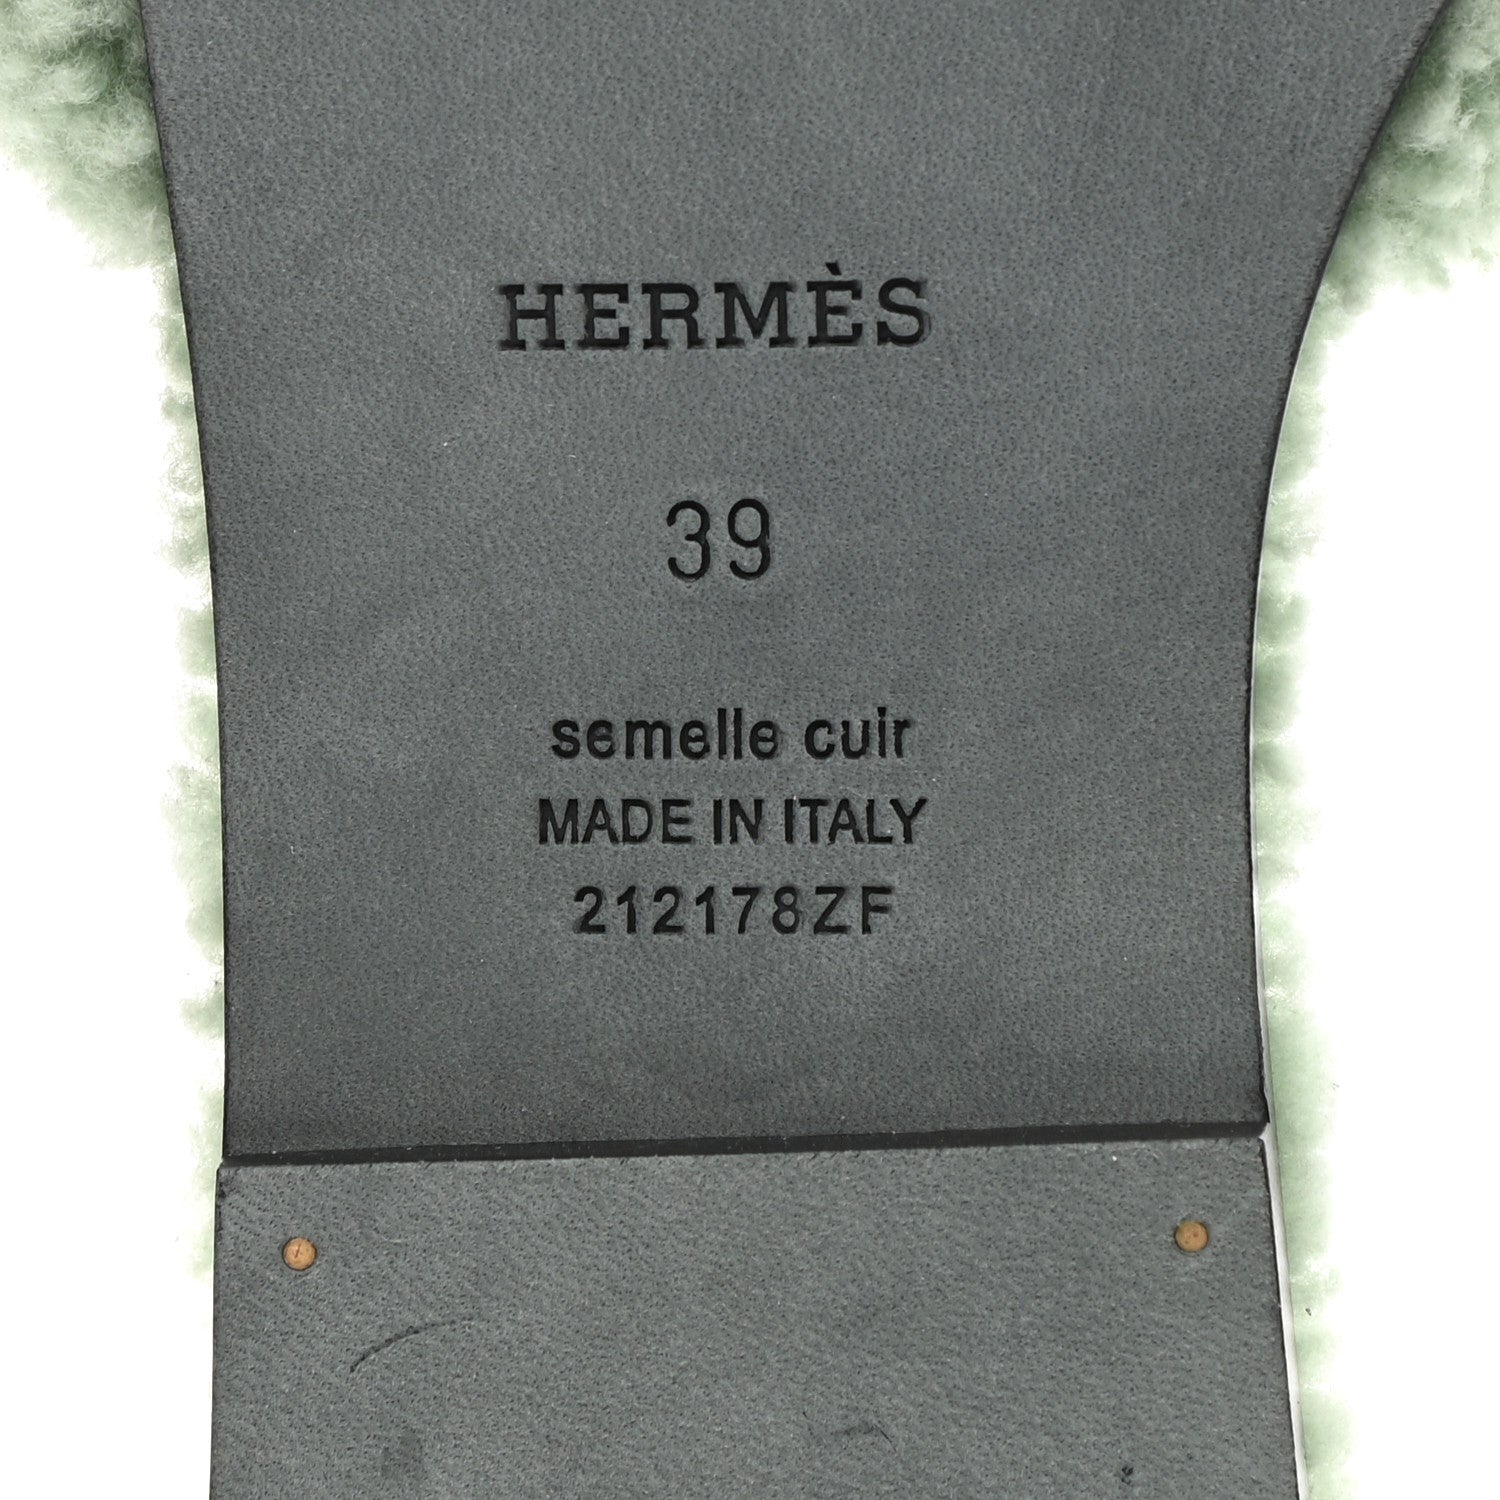 HERMÈS
39
semelle cuir
MADE IN ITALY
212178ZF